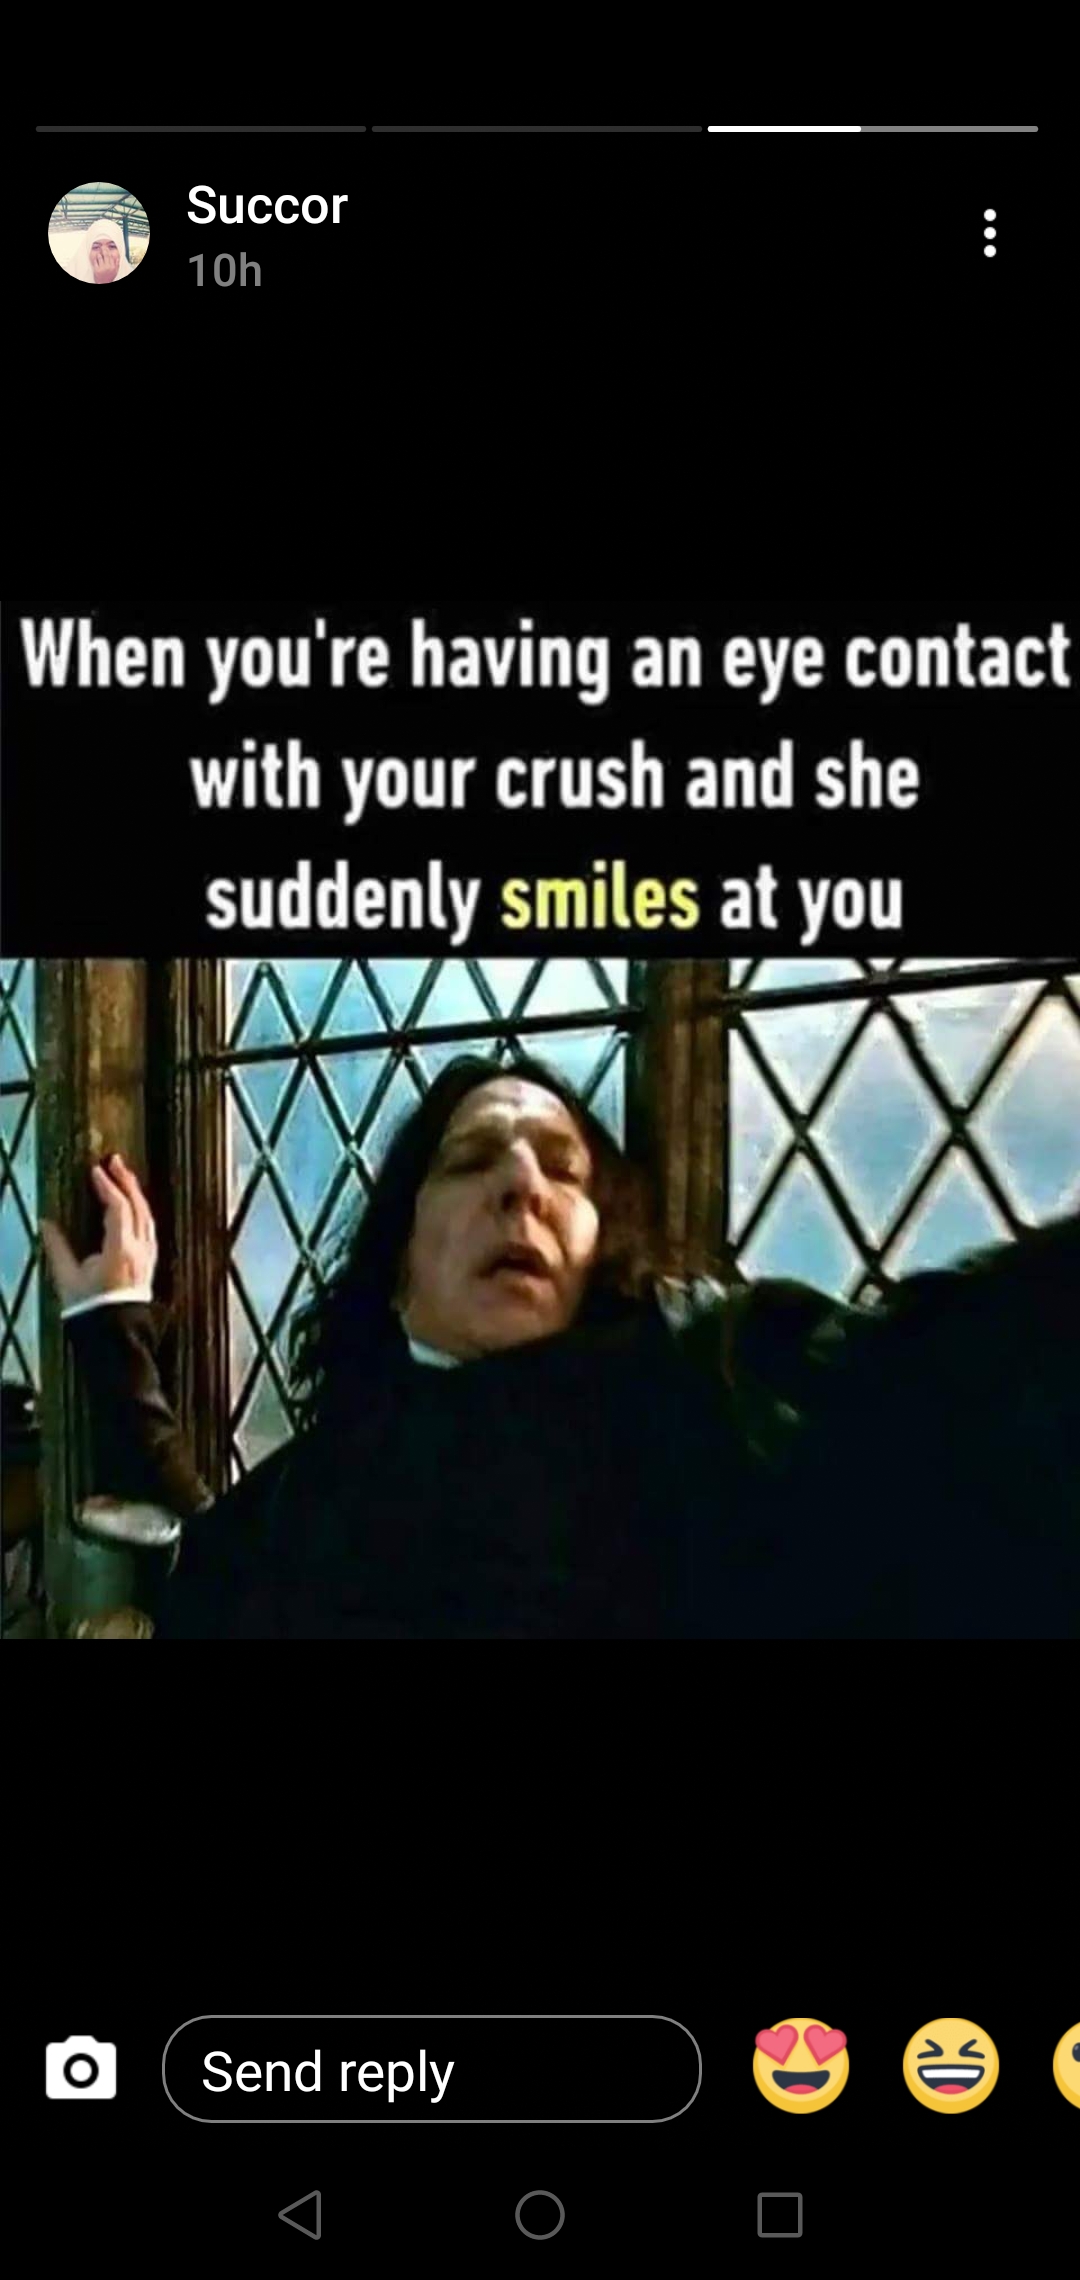 Succor
10h
When you're having an eye contact
with your crush and she
suddenly smiles at you
Send reply